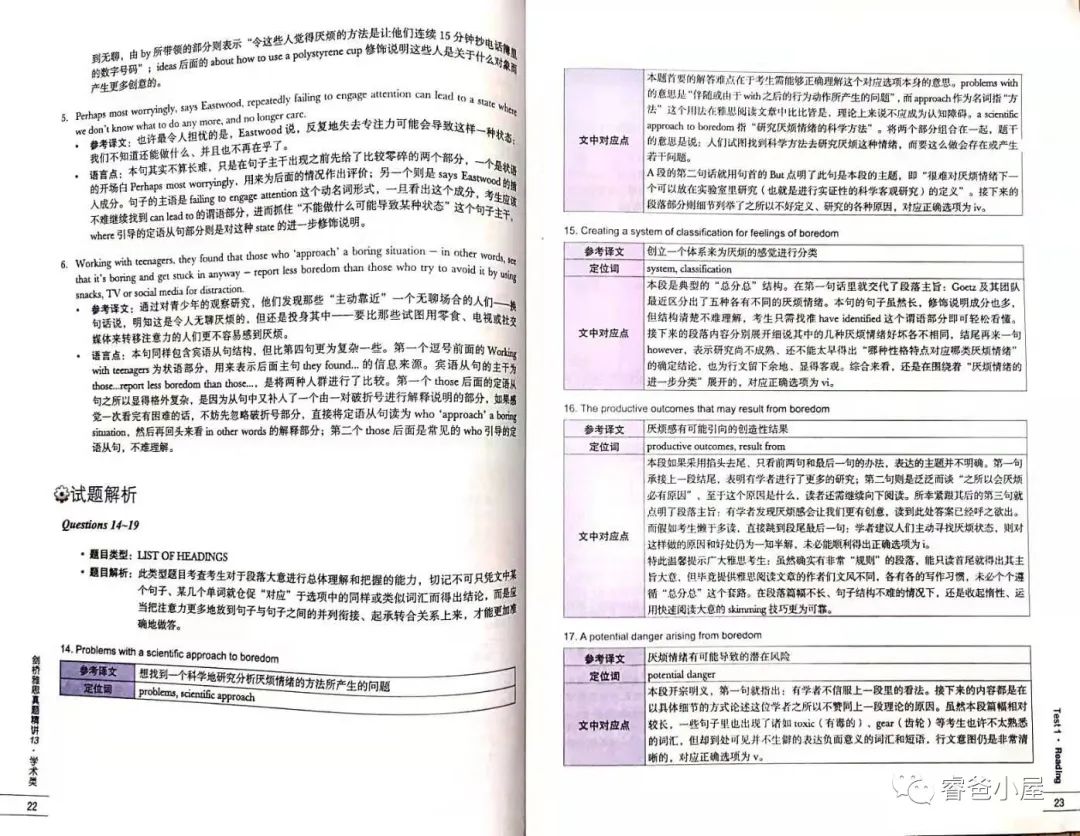 到无聊，由 by 所带领的部分则表示“令这些人觉得厌烦的方法是让他们连续 15 分钟抄电话簿里
的数字号码”；ideas 后面的 about how to use a polystyrene cup 修饰说明这些人是关于什么对象而
产生更多创意的。
5. Perhaps most worryingly, says Eastwood, repeatedly failing to engage attention can lead to a state where
we don't know what to do any more, and no longer care.
• 参考译文：也许最令人担忧的是，Eastwood 说，反复地失去专注力可能会导致这样一种状态：
我们不知道还能做什么、并且也不再在乎了。
• 语言点：本句其实不算长难，只是在句子主干出现之前先给了比较零碎的两个部分，一个是状语
的开场白 Perhaps most worryingly，用来为后面的情况作出评价；另一个则是 says Eastwood 的插
入成分。句子的主语是 failing to engage attention 这个动名词形式，一旦看出这个成分，考生应该
不难继续找到 can lead to 的谓语部分，进而抓住“不能做什么可能导致某种状态”这个句子主干，
where 引导的定语从句部分则是对这种 state 的进一步修饰说明。
6. Working with teenagers, they found that those who ‘approach’ a boring situation – in other words, see
that it's boring and get stuck in anyway – report less boredom than those who try to avoid it by using
snacks, TV or social media for distraction.
• 参考译文：通过对青少年的观察研究，他们发现那些“主动靠近”一个无聊场合的人们——换
句话说，明知这是令人无聊厌烦的，但还是投身其中——要比那些试图用零食、电视或社交
媒体来转移注意力的人们更不容易感到厌烦。
• 语言点：本句同样包含宾语从句结构，但比第四句更为复杂一些。第一个逗号前面的 Working
with teenagers 为状语部分，用来表示后面主句 they found... 的信息来源。宾语从句的主干为
those...report less boredom than those...，是将两种人群进行了比较。第一个 those 后面的定语从
句之所以显得格外复杂，是因为从句中又补入了一个由一对破折号进行解释说明的部分，如果感
觉一次看完有困难的话，不妨先忽略破折号部分，直接将定语从句读为 who ‘approach’ a boring
situation，然后再回头来看 in other words 的解释部分；第二个 those 后面是常见的 who 引导的定
语从句，不难理解。
试题解析
Questions 14~19
• 题目类型：LIST OF HEADINGS
• 题目解析：此类型题目考查考生对于段落大意进行总体理解和把握的能力，切记不可只凭文中某
个句子、某几个单词就仓促“对应”于选项中的同样或类似词汇而得出结论，而是应
当把注意力更多地放到句子与句子之间的并列衔接、起承转合关系上来，才能更加准
确地做答。
14. Problems with a scientific approach to boredom
参考译文 想找到一个科学地研究分析厌烦情绪的方法所产生的问题
定位词 problems, scientific approach
剑桥雅思真题精讲13·学术类
22
本题首要的解答难点在于考生需能够正确理解这个对应选项本身的意思。problems with
的意思是“伴随或由于 with 之后的行为动作所产生的问题”，而 approach 作为名词指“方
法”这个用法在雅思阅读文章中比比皆是，理论上来说不应成为认知障碍。a scientific
approach to boredom 指“研究厌烦情绪的科学方法”。将两个部分组合在一起，题干
文中对应点 的意思是说：人们试图找到科学方法去研究厌烦这种情绪，而要这么做会存在或产生
若干问题。
A 段的第二句话就用句首的 But 点明了此句是本段的主题，即“很难对厌烦情绪下一
个可以放在实验室里研究（也就是进行实证性的科学客观研究）的定义”。接下来的
段落部分则细节列举了之所以不好定义、研究的各种原因，对应正确选项为 iv。
15. Creating a system of classification for feelings of boredom
参考译文 创立一个体系来为厌烦的感觉进行分类
定位词 system, classification
本段是典型的“总分总”结构。在第一句话里就交代了段落主旨：Goetz 及其团队
最近区分出了五种各有不同的厌烦情绪。本句的句子虽然长，修饰说明成分也多，
但结构清楚不难理解，考生只需找准 have identified 这个谓语部分即可轻松看懂。
文中对应点 接下来的段落内容分别展开细说其中的几种厌烦情绪好坏各不相同，结尾再来一句
however，表示研究尚不成熟、还不能太早得出“哪种性格特点对应哪类厌烦情绪”
的确定结论，也为行文留下余地、显得客观。综合来看，还是在围绕着“厌烦情绪的
进一步分类”展开的，对应正确选项为 vi。
16. The productive outcomes that may result from boredom
参考译文 厌烦感有可能引向的创造性结果
定位词 productive outcomes, result from
本段如果采用掐头去尾、只看前两句和最后一句的办法，表达的主题并不明确。第一句
承接上一段结尾，表明有学者进行了更多的研究；第二句则是泛泛而谈“之所以会厌烦
必有原因”，至于这个原因是什么，读者还需继续向下阅读。所幸紧跟其后的第三句就
点明了段落主旨：有学者发现厌烦感会让我们更有创意，读到此处答案已经呼之欲出。
而假如考生懒于多读，直接跳到段尾最后一句：学者建议人们主动寻找厌烦状态，则对
文中对应点 这样做的原因和好处仍为一知半解，未必能顺利得出正确选项为 i。
特此温馨提示广大雅思考生：虽然确实有非常“规则”的段落，能只读首尾就得出其主
旨大意，但毕竟提供雅思阅读文章的作者们文风不同，各有各的写作习惯，未必个个遵
循“总分总”这个套路。在段落篇幅不长、句子结构不难的情况下，还是收起惰性、运
用快速阅读大意的 skimming 技巧更为可靠。
17. A potential danger arising from boredom
参考译文 厌烦情绪有可能导致的潜在风险
定位词 potential danger
本段开宗明义，第一句就指出：有学者不信服上一段里的看法。接下来的内容都是在
以具体细节的方式论述这位学者之所以不赞同上一段理论的原因。虽然本段篇幅相对
文中对应点 较长，一些句子里也出现了诸如 toxic（有毒的）、gear（齿轮）等考生也许不太熟悉
的词汇，但却到处可见并不生僻的表达负面意义的词汇和短语，行文意图仍是非常清
晰的，对应正确选项为 v。
Test 1 · Reading
23
睿爸小屋